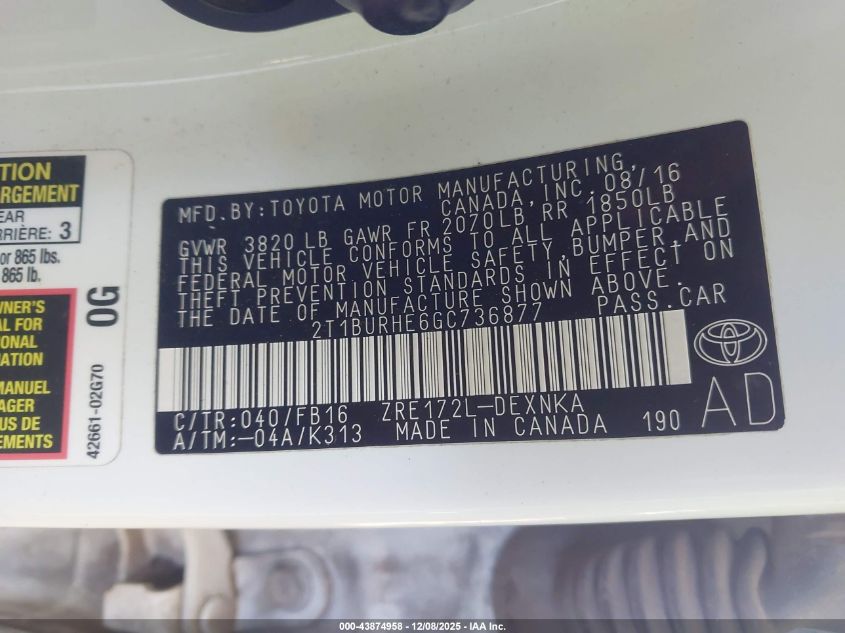 TION
RGEMENT
EAR
RRIÈRE: 3
or 865 lbs.
865 lb.
WNER'S
AL FOR
TIONAL
MANUEL
AGER
US DE
EMENTS
0G
42661-02G70
MFD. BY: TOYOTA MOTOR MANUFACTURING,
CANADA, INC. 08/16
GVWR 3820 LB GAWR FR 2070LB RR 1850LB
THIS VEHICLE CONFORMS TO ALL APPLICABLE
FEDERAL MOTOR VEHICLE SAFETY, BUMPER, AND
THEFT PREVENTION STANDARDS IN EFFECT ON
THE DATE OF MANUFACTURE SHOWN ABOVE.
2T1BURHE6GC736877 PASS. CAR
C/TR: 040/FB16 ZRE172L-DEXNKA
A/TM: -04A/K313 MADE IN CANADA 190
AD
000-43874958 - 12/08/2025 - IAA Inc.